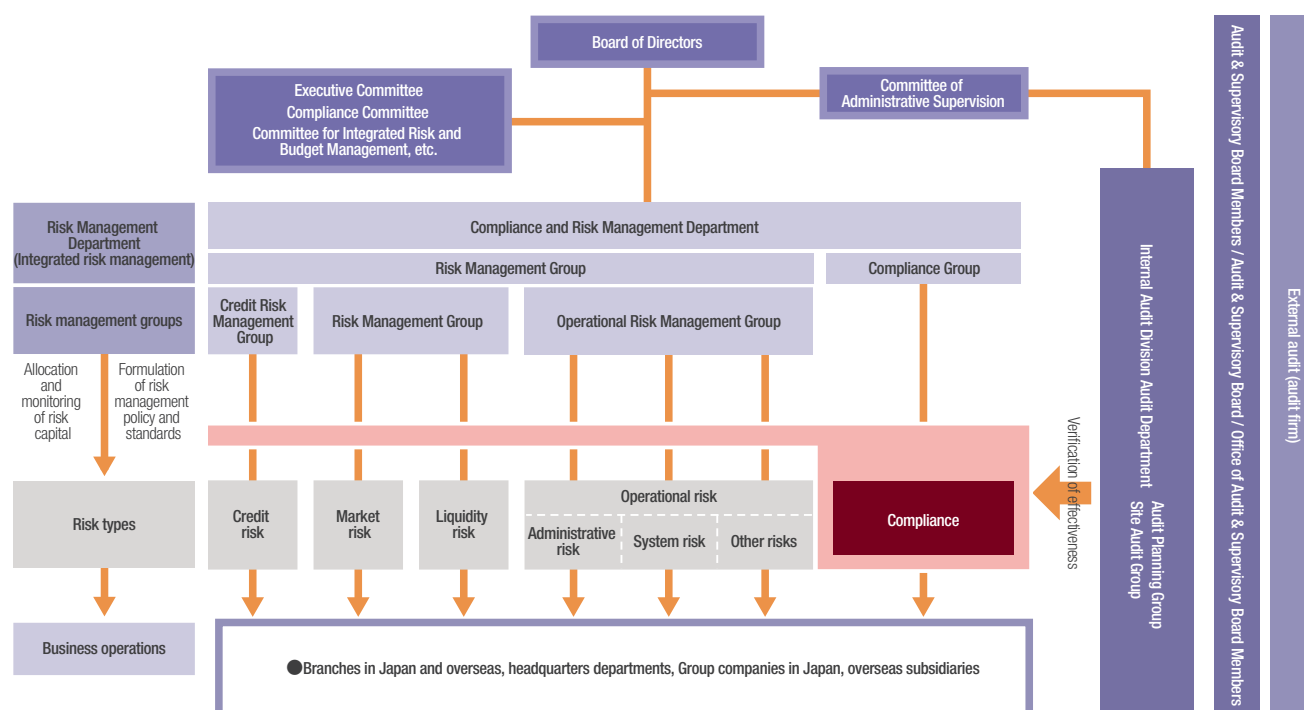 Board of Directors
Executive Committee
Compliance Committee
Committee for Integrated Risk and
Budget Management, etc.
Committee of
Administrative Supervision
Risk Management
Department
(Integrated risk management)
Compliance and Risk Management Department
Risk Management Group
Compliance Group
Risk management groups
Credit Risk
Management
Group
Risk Management Group
Operational Risk Management Group
Allocation
and
monitoring
of risk
capital
Formulation
of risk
management
policy and
standards
Risk types
Credit
risk
Market
risk
Liquidity
risk
Operational risk
Administrative
risk
System risk
Other risks
Compliance
Verification of effectiveness
Internal Audit Division Audit Department
Audit Planning Group
Site Audit Group
Audit & Supervisory Board Members / Audit & Supervisory Board / Office of Audit & Supervisory Board Members
External audit (audit firm)
Business operations
●Branches in Japan and overseas, headquarters departments, Group companies in Japan, overseas subsidiaries